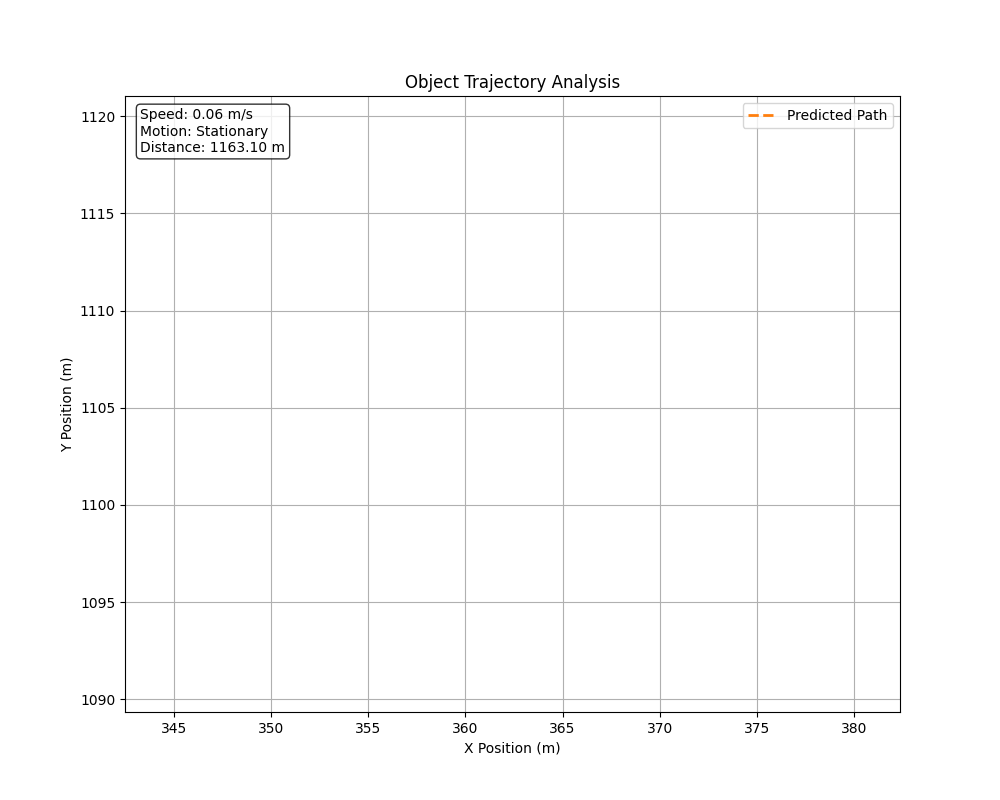 Object Trajectory Analysis
Speed: 0.06 m/s
Motion: Stationary
Distance: 1163.10 m
Predicted Path
1120
1115
1110
1105
1100
1095
1090
Y Position (m)
345 350 355 360 365 370 375 380
X Position (m)